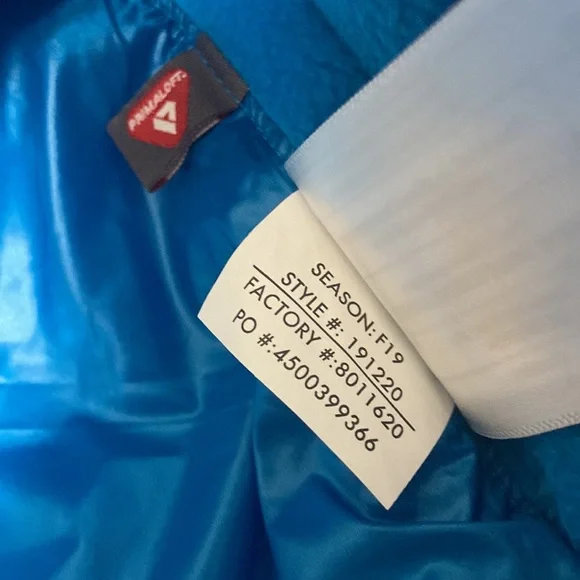 PRIMALOFT®
SEASON: F19
STYLE #: 191220
FACTORY #:8011620
PO #:4500399366